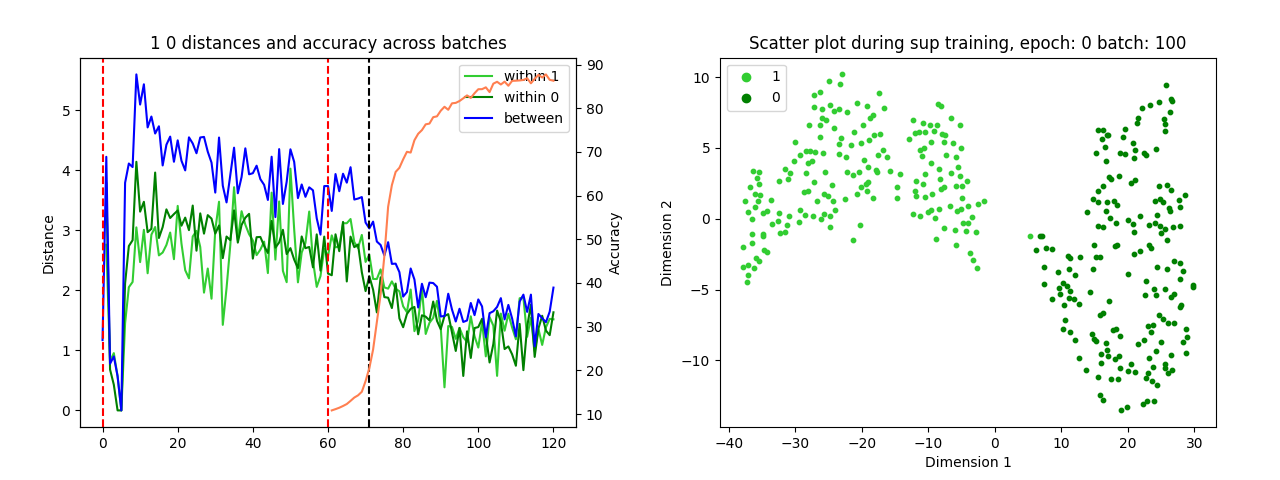 1 0 distances and accuracy across batches
Distance
5
4
3
2
1
0
within 1
within 0
between
90
80
70
60
50
40
30
20
10
Accuracy
0 20 40 60 80 100 120
Scatter plot during sup training, epoch: 0 batch: 100
1
0
Dimension 2
10
5
0
−5
−10
−40 −30 −20 −10 0 10 20 30
Dimension 1